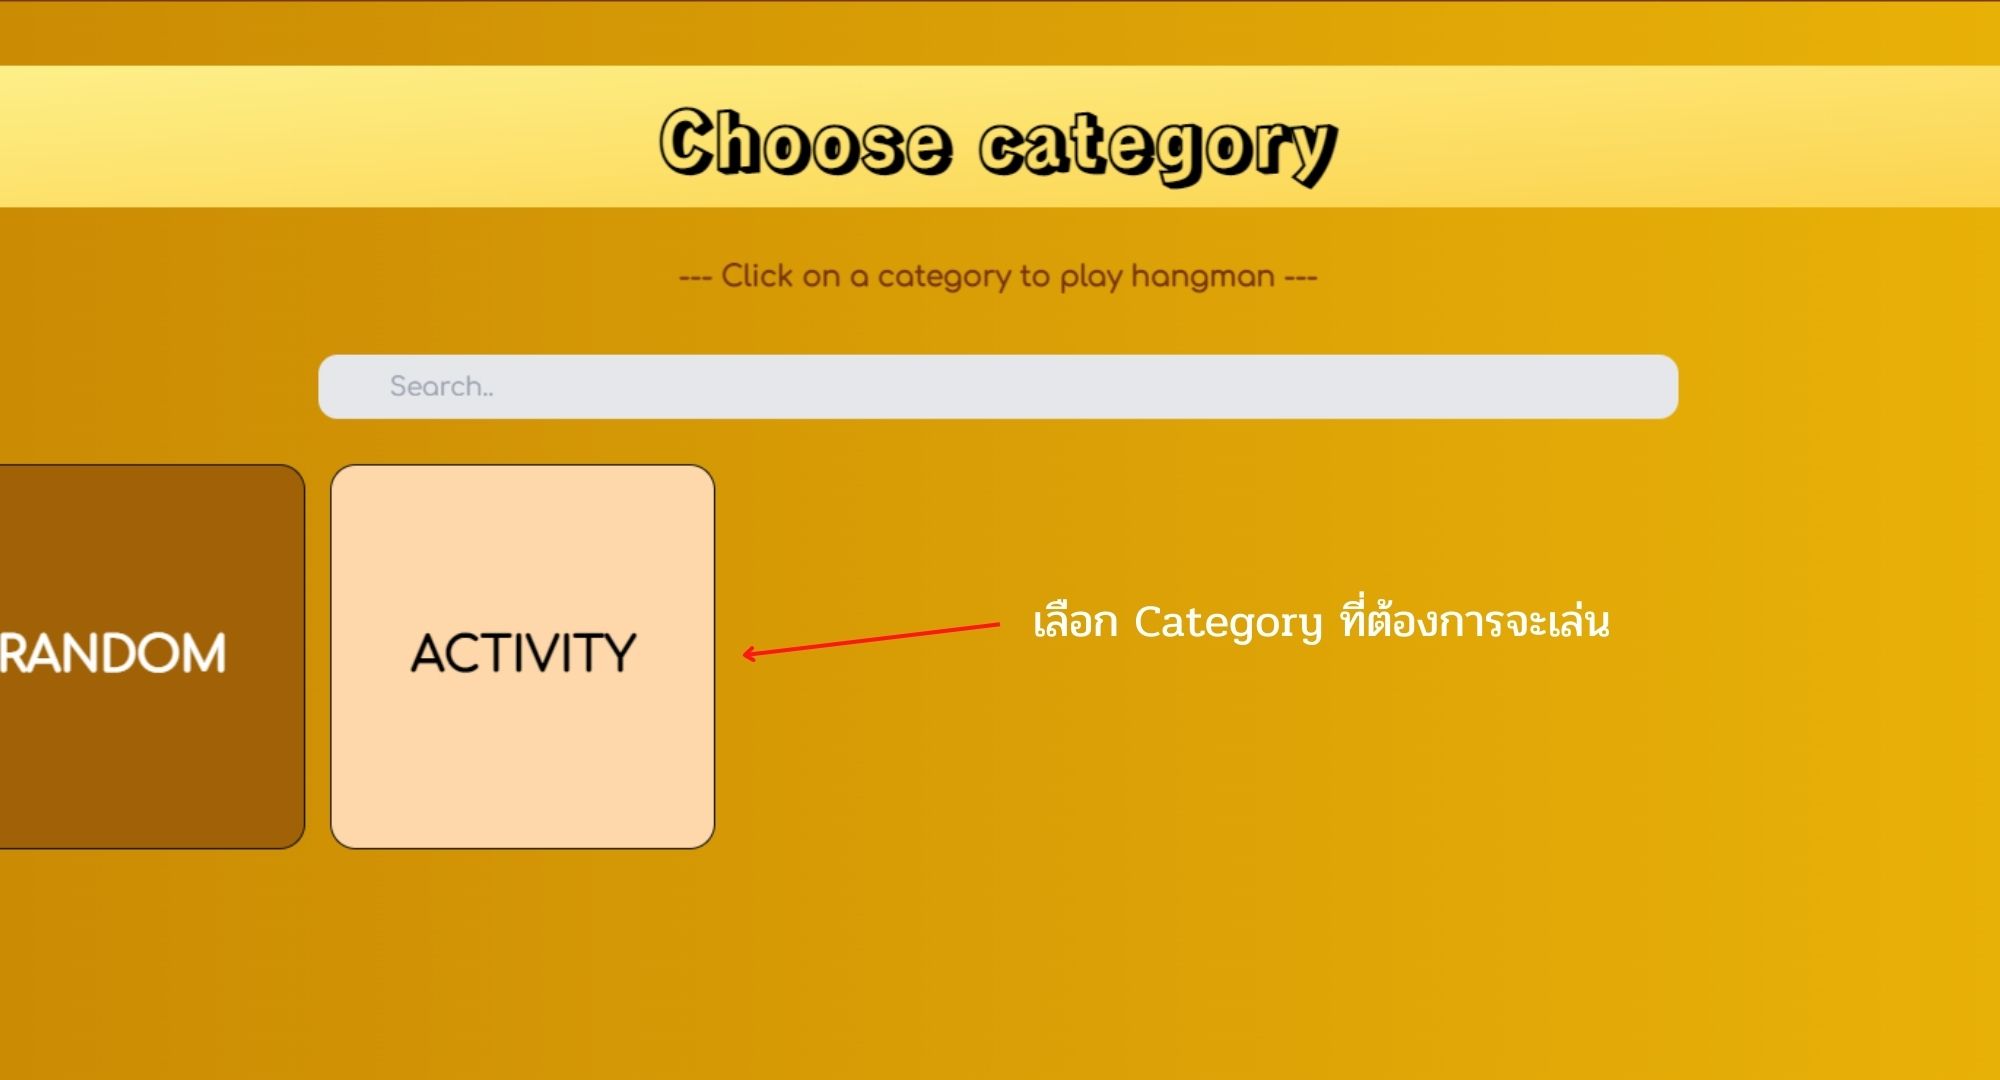 Choose category
--- Click on a category to play hangman ---
Search..
RANDOM
ACTIVITY
เลือก Category ที่ต้องการจะเล่น